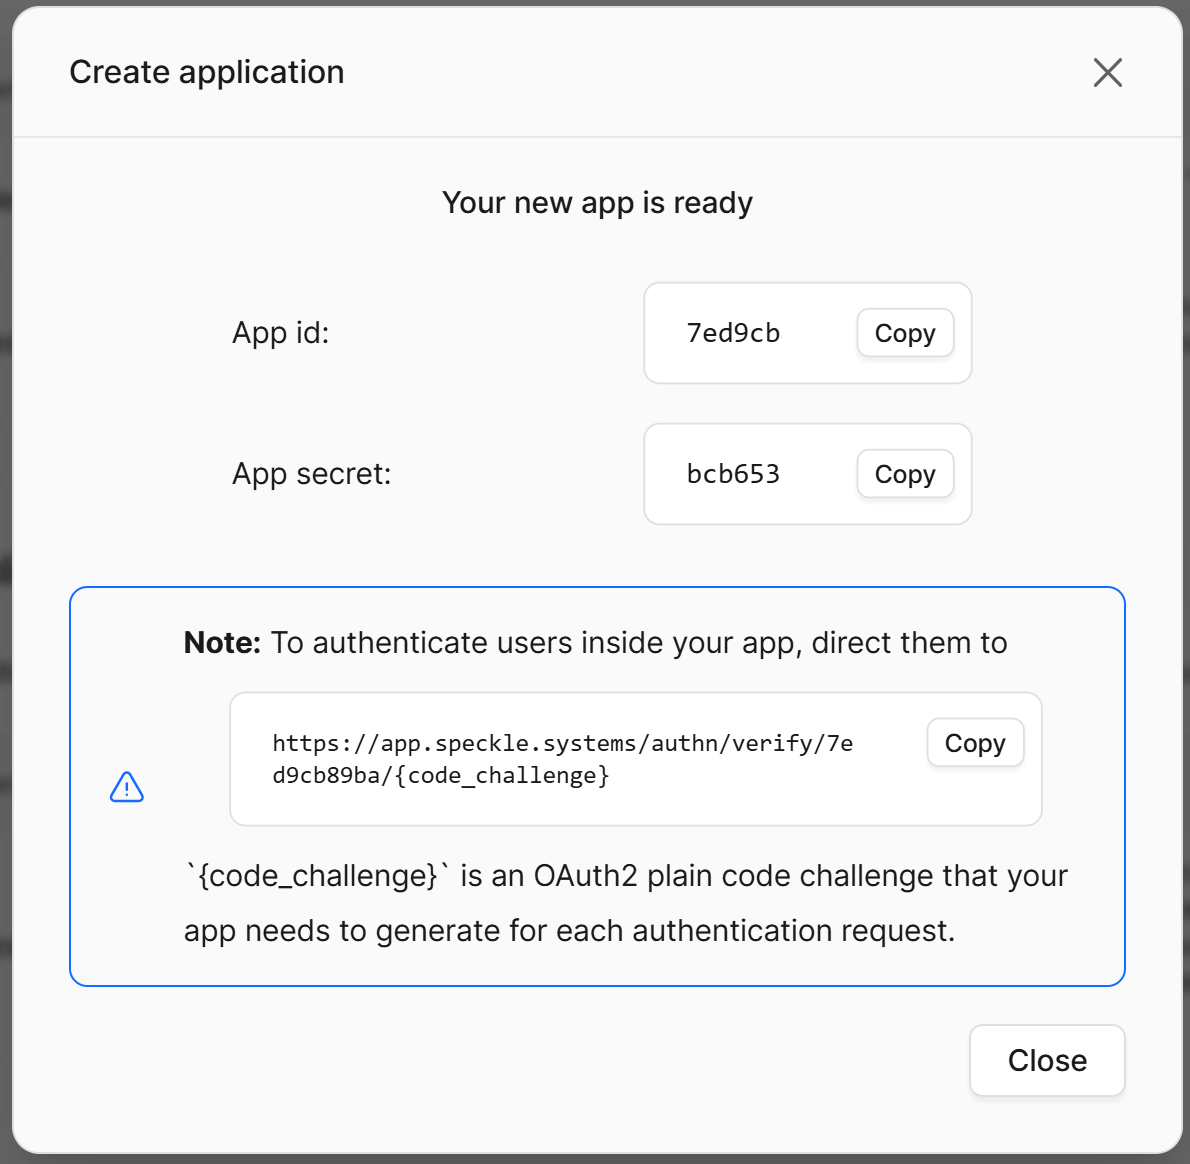 Create application
Your new app is ready
App id:
7ed9cb
Copy
App secret:
bcb653
Copy
Note: To authenticate users inside your app, direct them to
https://app.speckle.systems/authn/verify/7e
d9cb89ba/{code_challenge}
Copy
`{code_challenge}` is an OAuth2 plain code challenge that your
app needs to generate for each authentication request.
Close